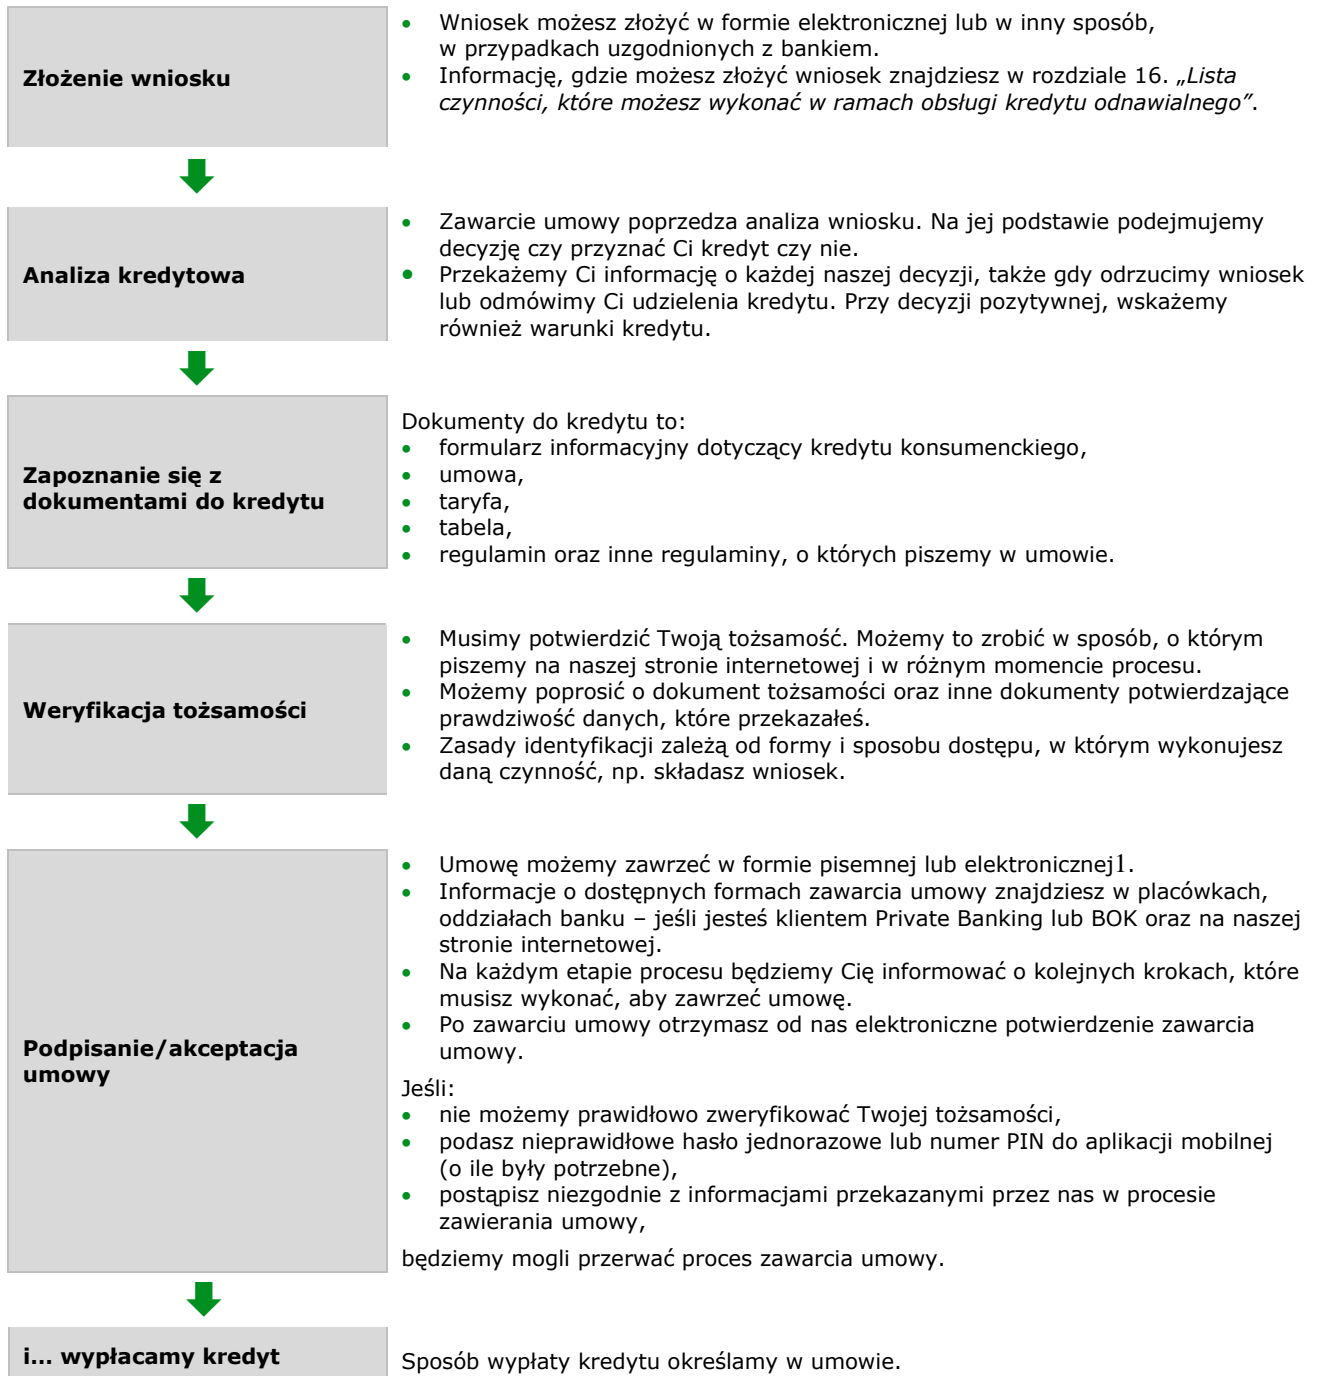 Złożenie wniosku
• Wniosek możesz złożyć w formie elektronicznej lub w inny sposób,
w przypadkach uzgodnionych z bankiem.
• Informację, gdzie możesz złożyć wniosek znajdziesz w rozdziale 16. „Lista
czynności, które możesz wykonać w ramach obsługi kredytu odnawialnego”.
Analiza kredytowa
• Zawarcie umowy poprzedza analiza wniosku. Na jej podstawie podejmujemy
decyzję czy przyznać Ci kredyt czy nie.
• Przekażemy Ci informację o każdej naszej decyzji, także gdy odrzucimy wniosek
lub odmówimy Ci udzielenia kredytu. Przy decyzji pozytywnej, wskażemy
również warunki kredytu.
Zapoznanie się z
dokumentami do kredytu
Dokumenty do kredytu to:
• formularz informacyjny dotyczący kredytu konsumenckiego,
• umowa,
• taryfa,
• tabela,
• regulamin oraz inne regulaminy, o których piszemy w umowie.
Weryfikacja tożsamości
• Musimy potwierdzić Twoją tożsamość. Możemy to zrobić w sposób, o którym
piszemy na naszej stronie internetowej i w różnym momencie procesu.
• Możemy poprosić o dokument tożsamości oraz inne dokumenty potwierdzające
prawdziwość danych, które przekazałeś.
• Zasady identyfikacji zależą od formy i sposobu dostępu, w którym wykonujesz
daną czynność, np. składasz wniosek.
Podpisanie/akceptacja
umowy
• Umowę możemy zawrzeć w formie pisemnej lub elektronicznej1.
• Informacje o dostępnych formach zawarcia umowy znajdziesz w placówkach,
oddziałach banku – jeśli jesteś klientem Private Banking lub BOK oraz na naszej
stronie internetowej.
• Na każdym etapie procesu będziemy Cię informować o kolejnych krokach, które
musisz wykonać, aby zawrzeć umowę.
• Po zawarciu umowy otrzymasz od nas elektroniczne potwierdzenie zawarcia
umowy.
Jeśli:
• nie możemy prawidłowo zweryfikować Twojej tożsamości,
• podasz nieprawidłowe hasło jednorazowe lub numer PIN do aplikacji mobilnej
(o ile były potrzebne),
• postąpisz niezgodnie z informacjami przekazanymi przez nas w procesie
zawierania umowy,
będziemy mogli przerwać proces zawarcia umowy.
i… wypłacamy kredyt
Sposób wypłaty kredytu określamy w umowie.